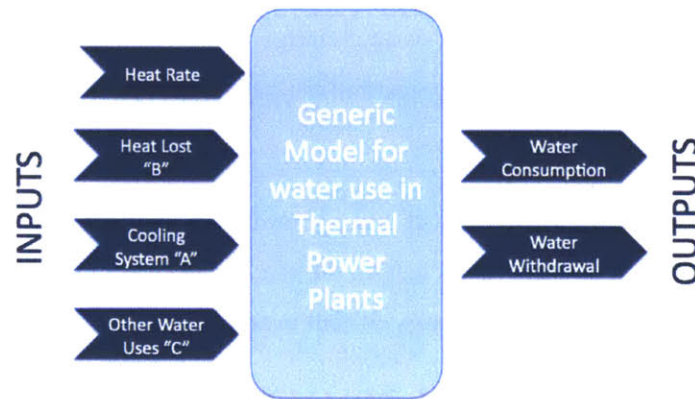 INPUTS
Heat Rate
Heat Lost
"B"
Cooling
System "A"
Other Water
Uses "C"
Generic
Model for
water use in
Thermal
Power
Plants
Water
Consumption
Water
Withdrawal
OUTPUTS